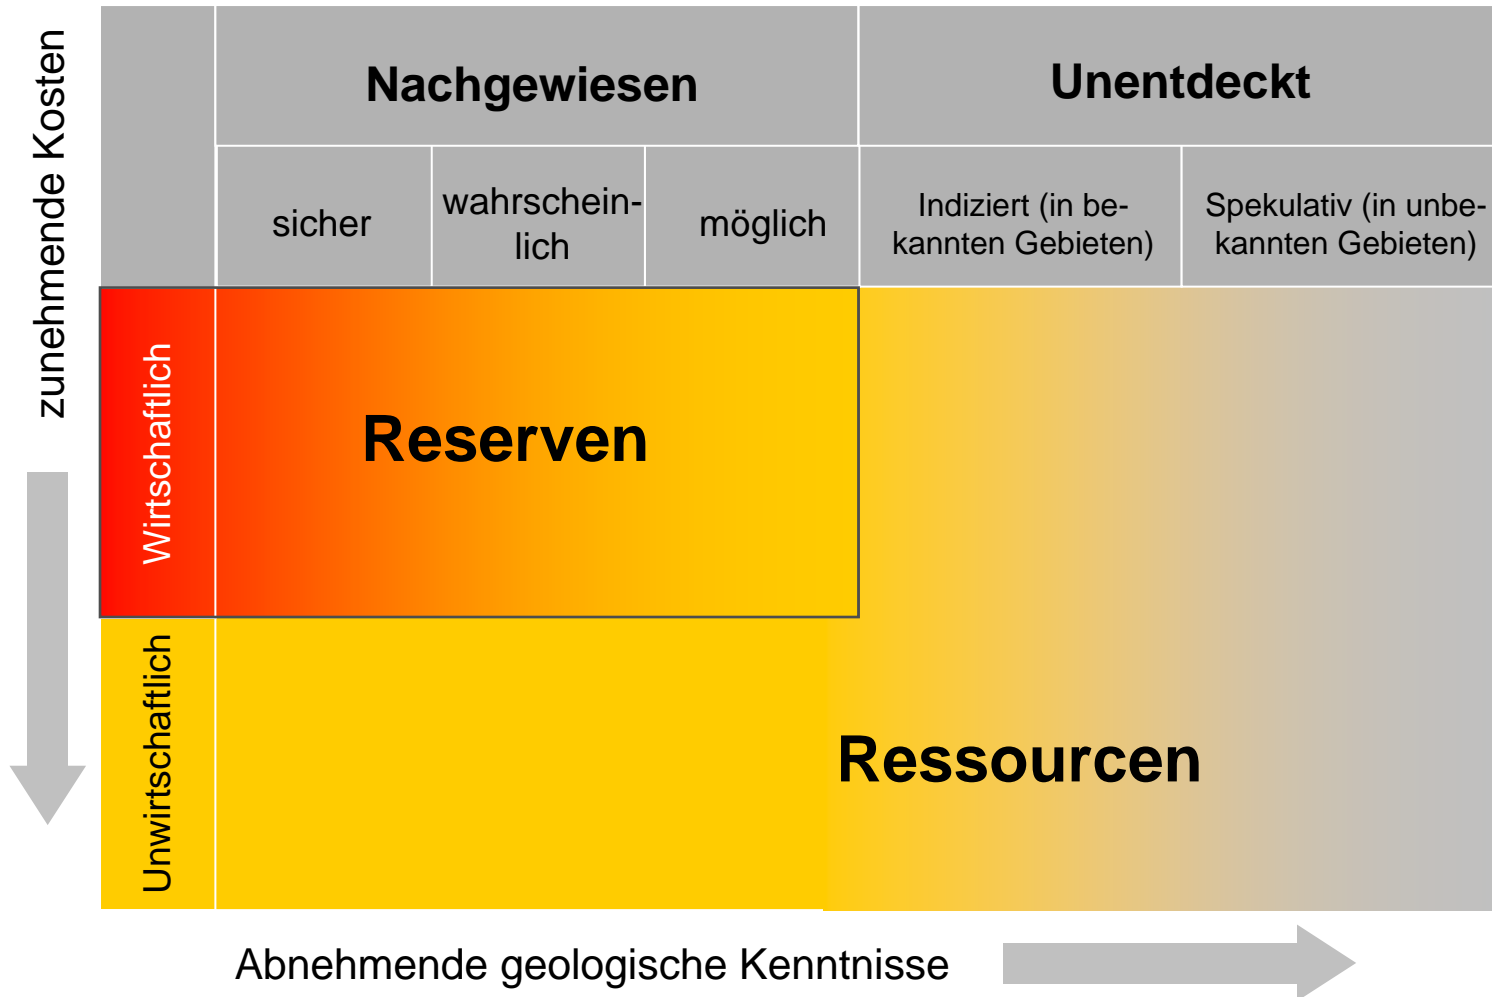 zunehmende Kosten
Nachgewiesen
Unentdeckt
sicher
wahrschein-
lich
möglich
Indiziert (in be-
kannten Gebieten)
Spekulativ (in unbe-
kannten Gebieten)
Wirtschaftlich
Reserven
Unwirtschaftlich
Ressourcen
Abnehmende geologische Kenntnisse